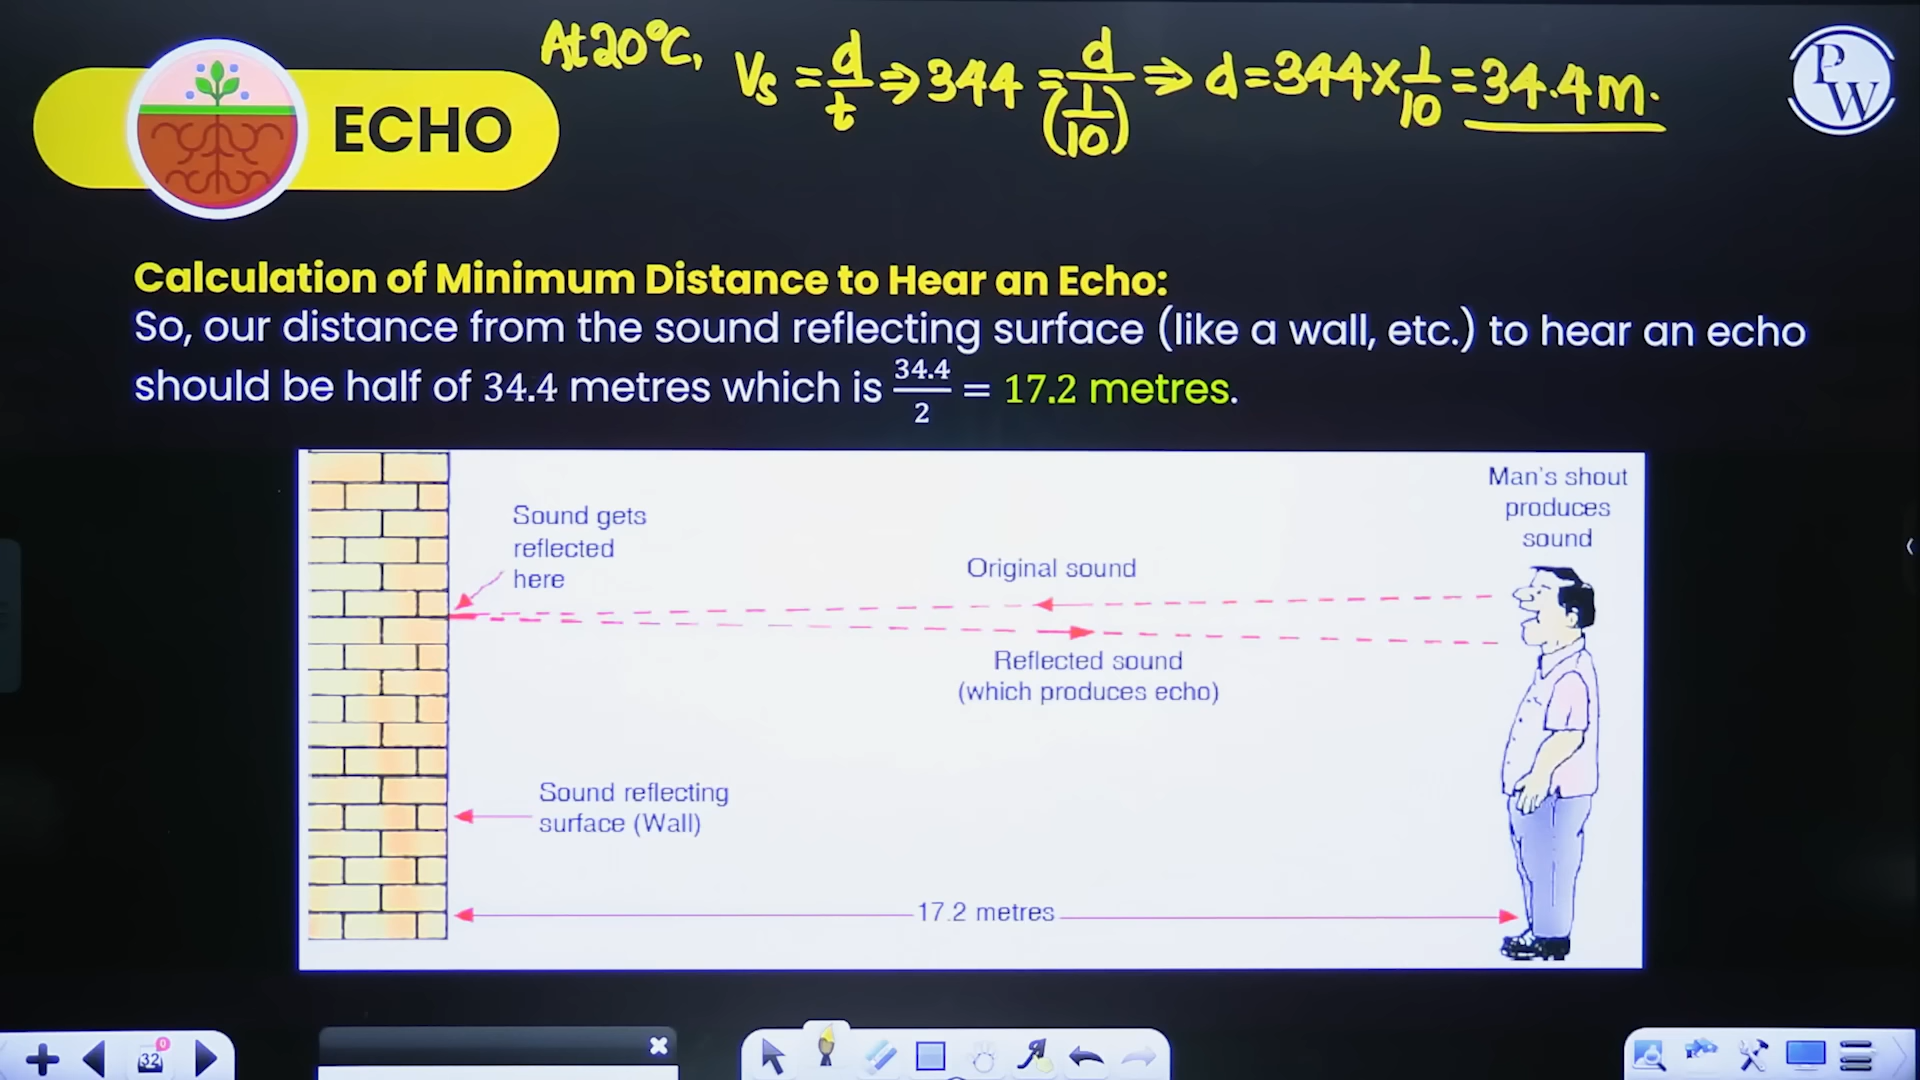 At 20°C, Vs = d/t ⇒ 344 = d/(1/10) ⇒ d = 344 × 1/10 = 34.4 m.
PW
ECHO
Calculation of Minimum Distance to Hear an Echo:
So, our distance from the sound reflecting surface (like a wall, etc.) to hear an echo
should be half of 34.4 metres which is 34.4/2 = 17.2 metres.
Man's shout
produces
sound
Sound gets
reflected
here
Original sound
Reflected sound
(which produces echo)
Sound reflecting
surface (Wall)
17.2 metres
32
0